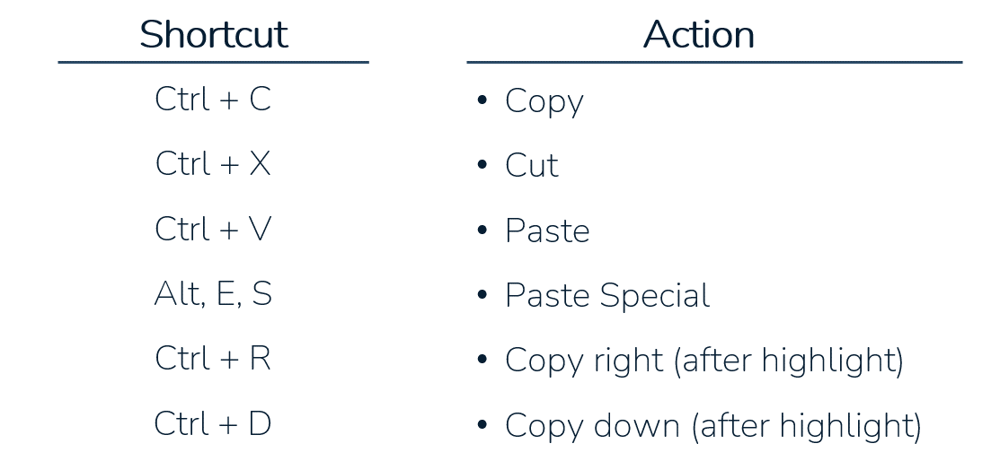 Shortcut Action
Ctrl + C • Copy
Ctrl + X • Cut
Ctrl + V • Paste
Alt, E, S • Paste Special
Ctrl + R • Copy right (after highlight)
Ctrl + D • Copy down (after highlight)